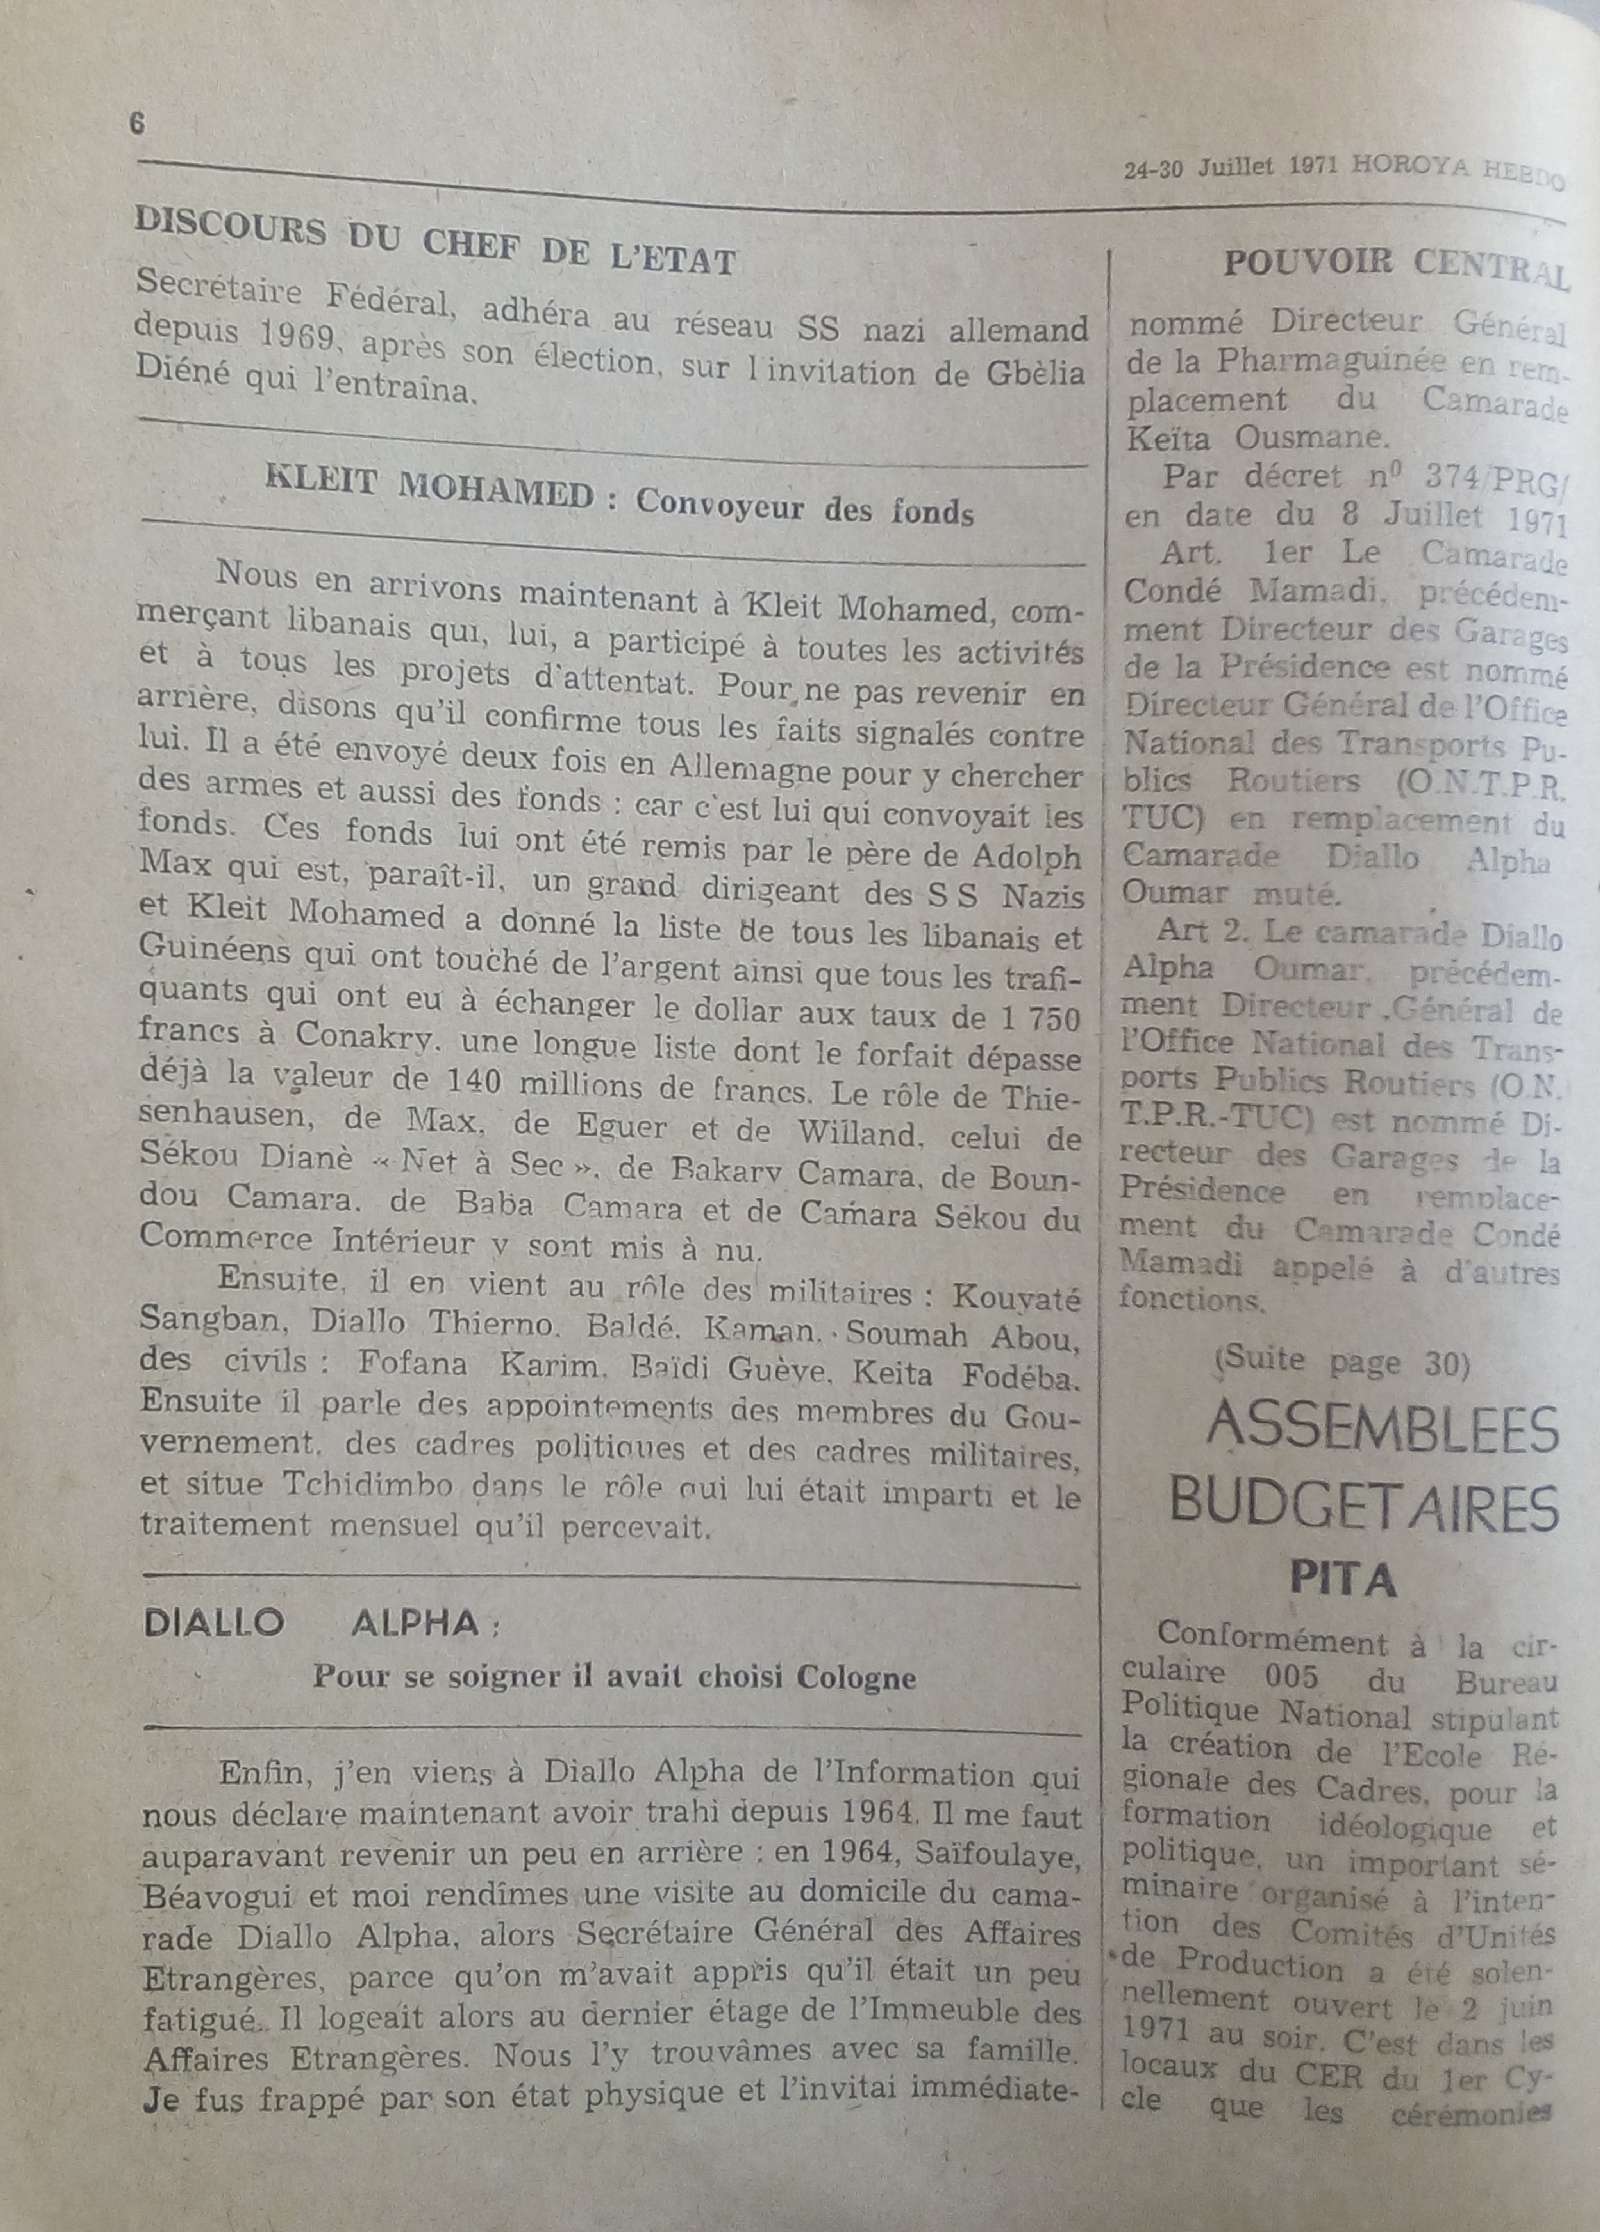 6
24-30 Juillet 1971 HOROYA HEBDO
DISCOURS DU CHEF DE L'ETAT
Secrétaire Fédéral, adhéra au réseau SS nazi allemand
depuis 1969, après son élection, sur l'invitation de Gbèlia
Diéné qui l'entraîna.
KLEIT MOHAMED : Convoyeur des fonds
Nous en arrivons maintenant à Kleit Mohamed, com-
merçant libanais qui, lui, a participé à toutes les activités
et à tous les projets d'attentat. Pour ne pas revenir en
arrière, disons qu'il confirme tous les faits signalés contre
lui. Il a été envoyé deux fois en Allemagne pour y chercher
des armes et aussi des fonds : car c'est lui qui convoyait les
fonds. Ces fonds lui ont été remis par le père de Adolph
Max qui est, paraît-il, un grand dirigeant des S S Nazis
et Kleit Mohamed a donné la liste de tous les libanais et
Guinéens qui ont touché de l'argent ainsi que tous les trafi-
quants qui ont eu à échanger le dollar aux taux de 1 750
francs à Conakry. une longue liste dont le forfait dépasse
déjà la valeur de 140 millions de francs. Le rôle de Thie-
senhausen, de Max, de Eguer et de Willand, celui de
Sékou Dianè « Net à Sec », de Bakary Camara, de Boun-
dou Camara, de Baba Camara et de Camara Sékou du
Commerce Intérieur y sont mis à nu.
Ensuite, il en vient au rôle des militaires : Kouyaté
Sangban, Diallo Thierno, Baldé, Kaman, Soumah Abou,
des civils : Fofana Karim, Baïdi Guèye, Keita Fodéba.
Ensuite il parle des appointements des membres du Gou-
vernement, des cadres politiques et des cadres militaires,
et situe Tchidimbo dans le rôle qui lui était imparti et le
traitement mensuel qu'il percevait.
DIALLO ALPHA :
Pour se soigner il avait choisi Cologne
Enfin, j'en viens à Diallo Alpha de l'Information qui
nous déclare maintenant avoir trahi depuis 1964. Il me faut
auparavant revenir un peu en arrière : en 1964, Saïfoulaye,
Béavogui et moi rendîmes une visite au domicile du cama-
rade Diallo Alpha, alors Secrétaire Général des Affaires
Etrangères, parce qu'on m'avait appris qu'il était un peu
fatigué. Il logeait alors au dernier étage de l'Immeuble des
Affaires Etrangères. Nous l'y trouvâmes avec sa famille.
Je fus frappé par son état physique et l'invitai immédiate-
POUVOIR CENTRAL
nommé Directeur Général
de la Pharmaguinée en rem-
placement du Camarade
Keïta Ousmane.
Par décret n⁰ 374/PRG/
en date du 8 Juillet 1971
Art. 1er Le Camarade
Condé Mamadi, précédem-
ment Directeur des Garages
de la Présidence est nommé
Directeur Général de l'Office
National des Transports Pu-
blics Routiers (O.N.T.P.R.
TUC) en remplacement du
Camarade Diallo Alpha
Oumar muté.
Art 2. Le camarade Diallo
Alpha Oumar, précédem-
ment Directeur Général de
l'Office National des Trans-
ports Publics Routiers (O.N.
T.P.R.-TUC) est nommé Di-
recteur des Garages de la
Présidence en remplace-
ment du Camarade Condé
Mamadi appelé à d'autres
fonctions.
(Suite page 30)
ASSEMBLEES
BUDGETAIRES
PITA
Conformément à la cir-
culaire 005 du Bureau
Politique National stipulant
la création de l'Ecole Ré-
gionale des Cadres, pour la
formation idéologique et
politique, un important sé-
minaire organisé à l'inten-
tion des Comités d'Unités
de Production a été solen-
nellement ouvert le 2 juin
1971 au soir. C'est dans les
locaux du CER du 1er Cy-
cle que les cérémonies